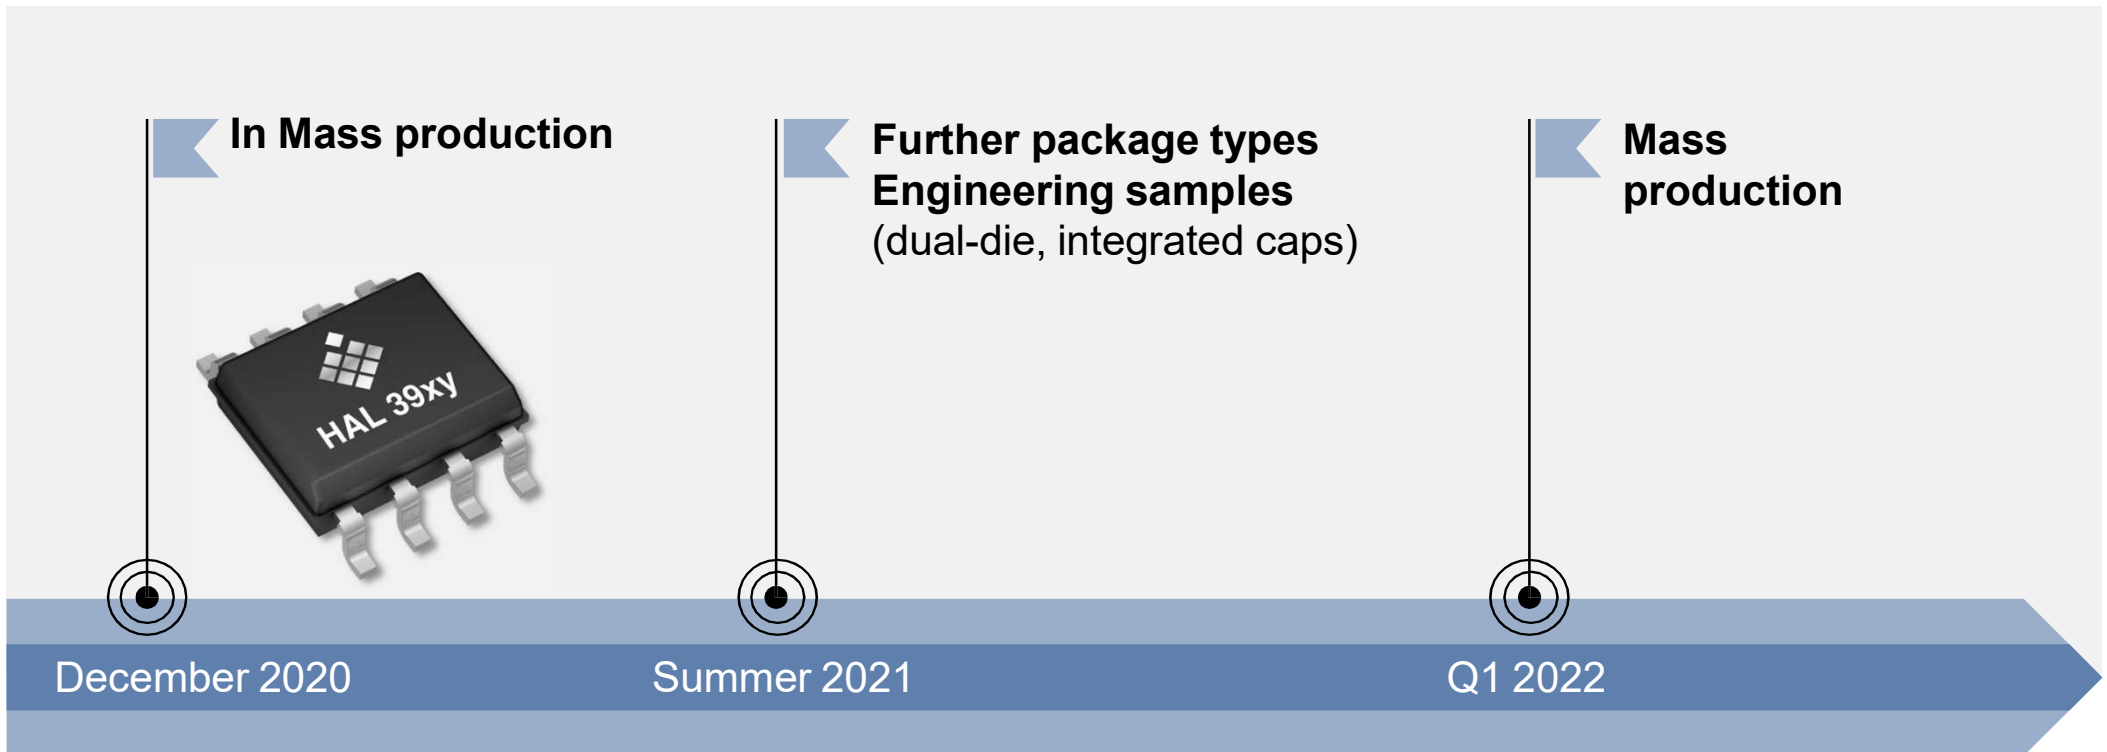 In Mass production
Further package types
Engineering samples
(dual-die, integrated caps)
Mass
production
HAL 39xy
December 2020
Summer 2021
Q1 2022